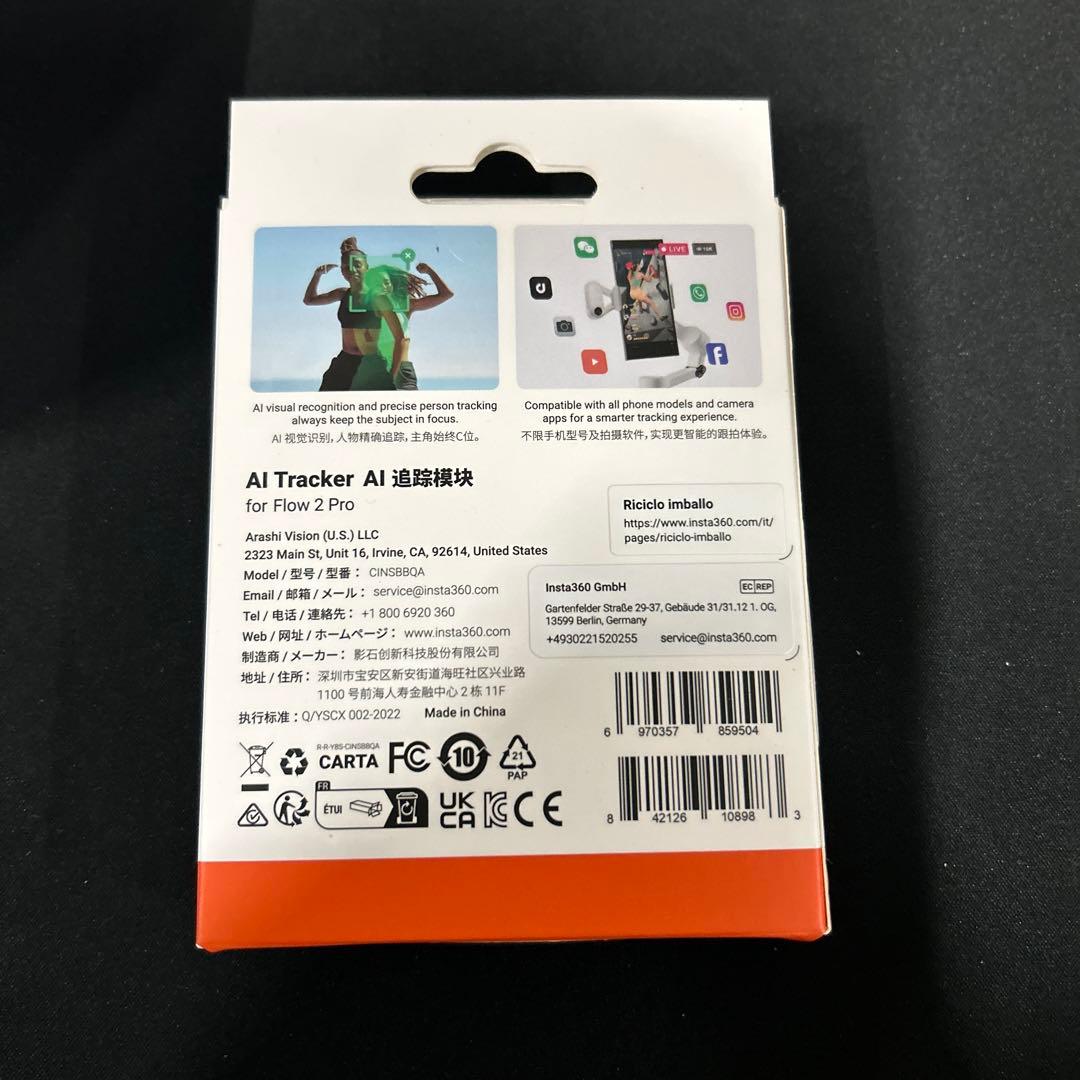 LIVE
AI visual recognition and precise person tracking
always keep the subject in focus.
AI 视觉识别，人物精确追踪，主角始终C位。
Compatible with all phone models and camera
apps for a smarter tracking experience.
不限手机型号及拍摄软件，实现更智能的跟拍体验。
AI Tracker AI 追踪模块
for Flow 2 Pro
Arashi Vision (U.S.) LLC
2323 Main St, Unit 16, Irvine, CA, 92614, United States
Model / 型号 / 型番： CINSBBQA
Email / 邮箱 / メール： service@insta360.com
Tel / 电话 / 連絡先： +1 800 6920 360
Web / 网址 / ホームページ： www.insta360.com
制造商 / メーカー： 影石创新科技股份有限公司
地址 / 住所： 深圳市宝安区新安街道海旺社区兴业路
1100 号前海人寿金融中心 2 栋 11F
执行标准：Q/YSCX 002-2022 Made in China
Riciclo imballo
https://www.insta360.com/it/
pages/riciclo-imballo
Insta360 GmbH EC REP
Gartenfelder Straße 29-37, Gebäude 31/31.12 1. OG,
13599 Berlin, Germany
+4930221520255 service@insta360.com
6 970357 859504
8 42126 10898 3
R-R-Y8S-CINSBBQA
CARTA
FC
10
21
PAP
FR
ÉTUI
UK
CA
CE